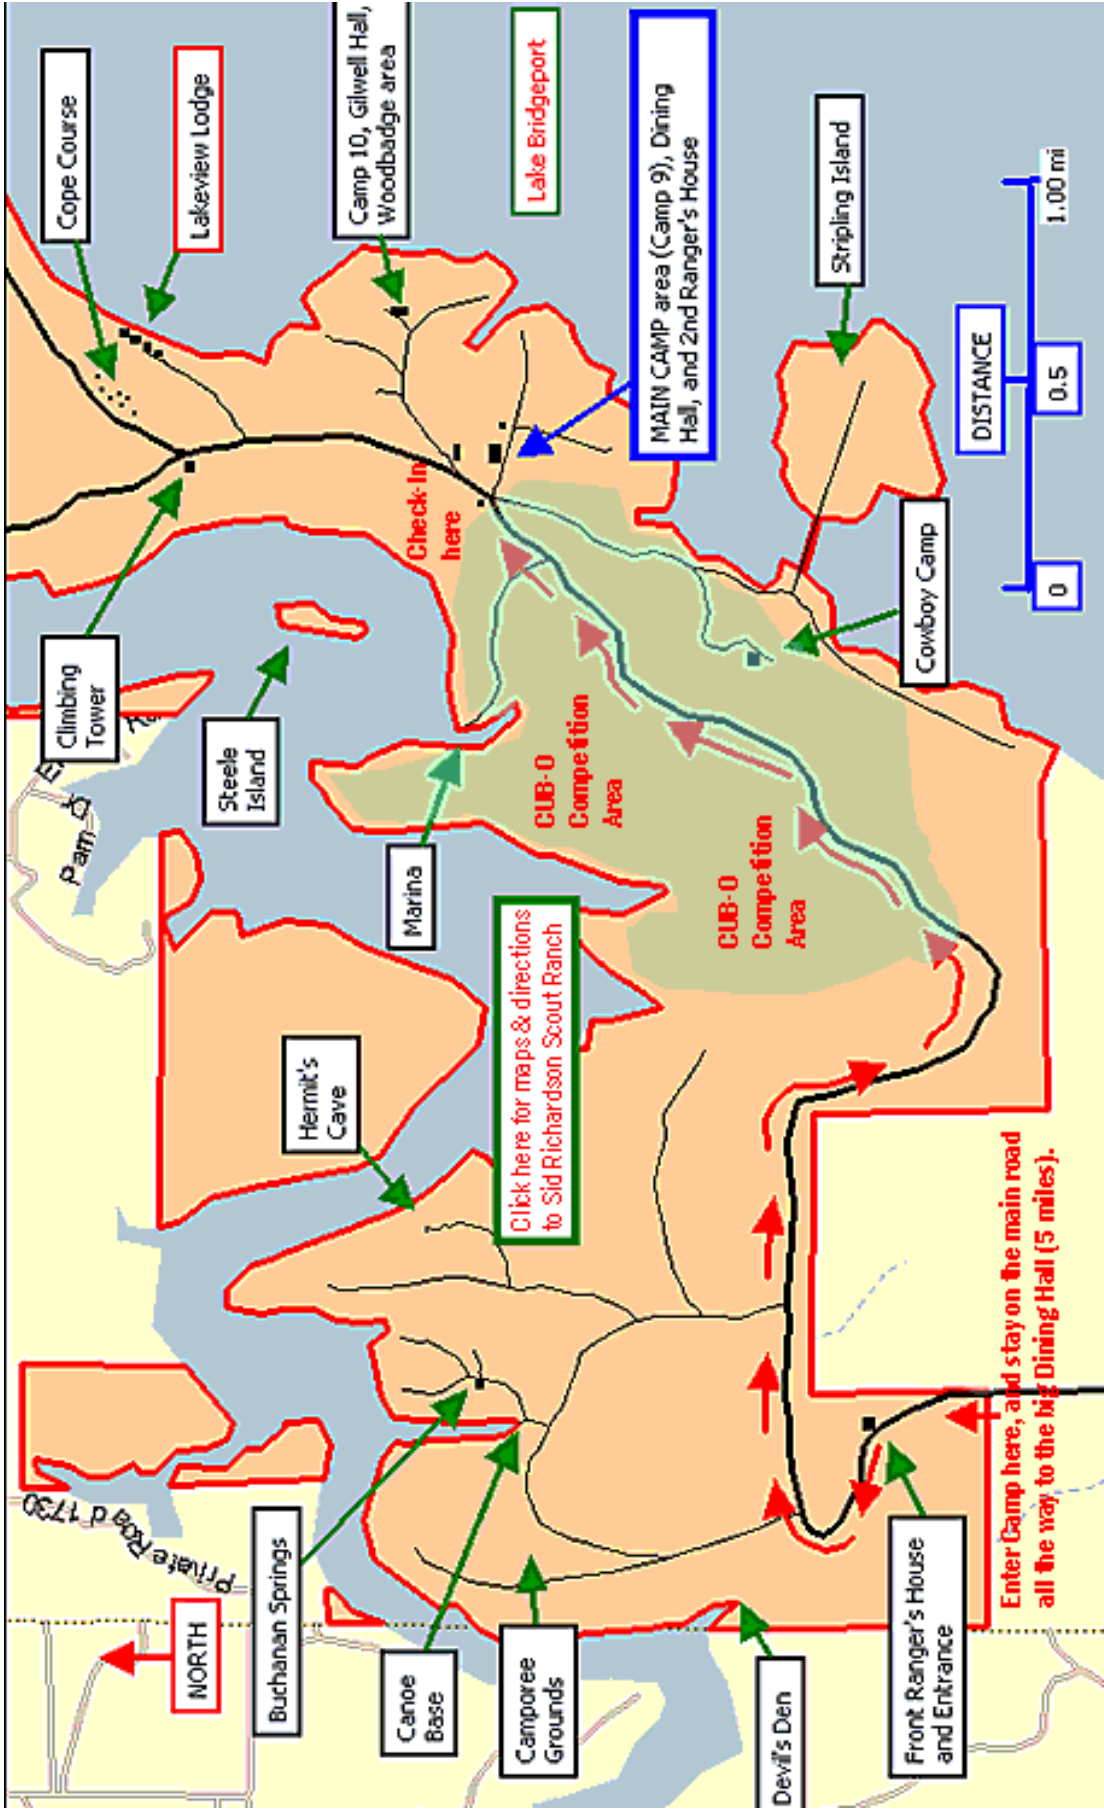 Cope Course
Lakeview Lodge
Camp 10, Gilwell Hall,
Woodbadge area
Lake Bridgeport
MAIN CAMP area (Camp 9), Dining
Hall, and 2nd Ranger's House
Stripling Island
DISTANCE
0
0.5
1.00 mi
Cowboy Camp
Check-In
here
Climbing
Tower
Steele
Island
Marina
Pam
CUB-O
Competition
Area
CUB-O
Competition
Area
Click here for maps & directions
to Sid Richardson Scout Ranch
Hermit's
Cave
Private Road 1730
NORTH
Buchanan Springs
Canoe
Base
Camporee
Grounds
Devil's Den
Front Ranger's House
and Entrance
Enter Camp here, and stay on the main road
all the way to the big Dining Hall (5 miles).